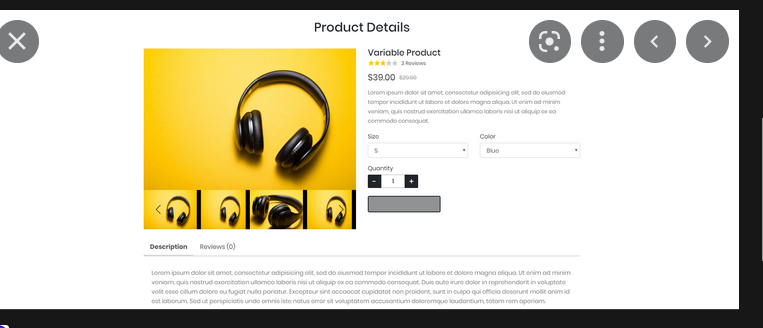 Product Details
Variable Product
3 Reviews
$39.00 $29.00
Lorem ipsum dolor sit amet, consectetur adipisicing elit, sed do eiusmod
tempor incididunt ut labore et dolore magna aliqua. Ut enim ad minim
veniam, quis nostrud exercitation ullamco laboris nisi ut aliquip ex ea
commodo consequat.
Size Color
S Blue
Quantity
- 1 +
Description Reviews (0)
Lorem ipsum dolor sit amet, consectetur adipisicing elit, sed do eiusmod tempor incididunt ut labore et dolore magna aliqua. Ut enim ad minim
veniam, quis nostrud exercitation ullamco laboris nisi ut aliquip ex ea commodo consequat. Duis aute irure dolor in reprehenderit in voluptate
velit esse cillum dolore eu fugiat nulla pariatur. Excepteur sint occaecat cupidatat non proident, sunt in culpa qui officia deserunt mollit anim id
est laborum. Sed ut perspiciatis undo omnis iste natus error sit voluptatem accusantium doloremque laudantium, totam rem aperiam.